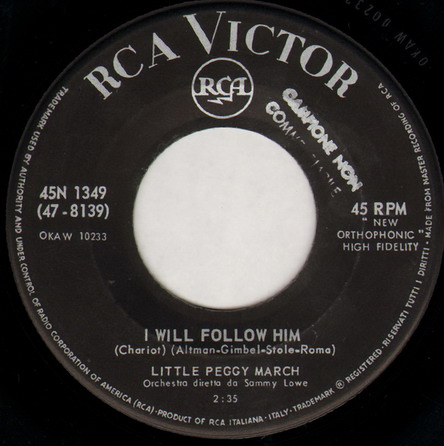 RCA VICTOR
RCA
CAMPIONE NON
45N 1349
(47-8139)
OKAW 10233
45 RPM
"NEW
ORTHOPHONIC"
HIGH FIDELITY
I WILL FOLLOW HIM
(Chariot) (Altman-Gimbel-Stole-Roma)
LITTLE PEGGY MARCH
Orchestra diretta da Sammy Lowe
2:35
TRADEMARK USED BY AUTHORITY AND UNDER CONTROL OF RADIO CORPORATION OF AMERICA (RCA)-PRODUCT OF RCA ITALIANA-ITALY-TRADEMARK ® REGISTERED-RISERVATI TUTTI I DIRITTI-MADE FROM MASTER RECORDING OF RCA